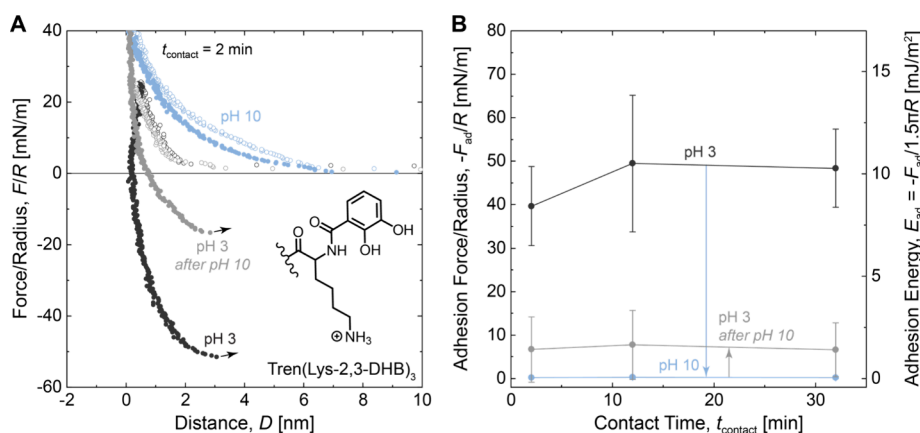 A
B
40
20
0
-20
-40
-60
Force/Radius, F/R [mN/m]
t_contact = 2 min
pH 10
pH 3
after pH 10
pH 3
O
NH
O
OH
OH
⊕NH₃
Tren(Lys-2,3-DHB)₃
0 2 4 6 8 10
Distance, D [nm]
80
70
60
50
40
30
20
10
0
Adhesion Force/Radius, -F_ad/R [mN/m]
pH 3
pH 3
after pH 10
pH 10
0 10 20 30
Contact Time, t_contact [min]
15
10
5
0
Adhesion Energy, E_ad = -F_ad/1.5πR [mJ/m²]